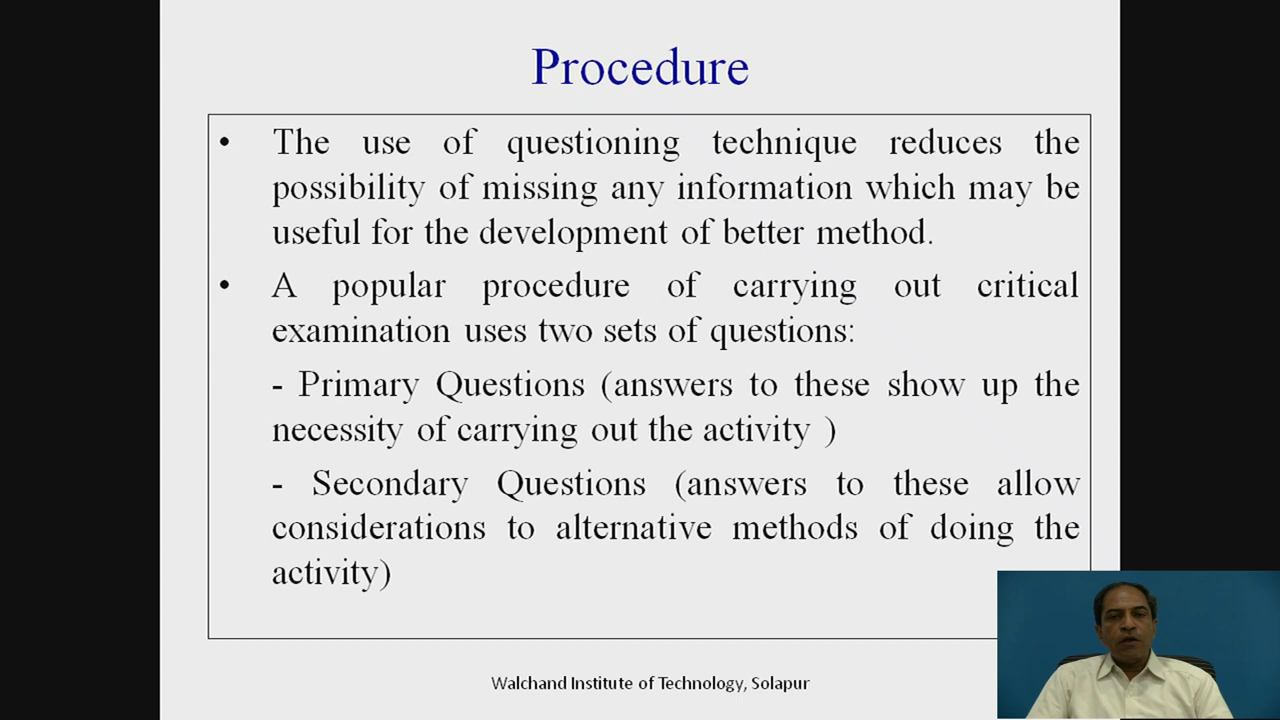 Procedure
• The use of questioning technique reduces the
possibility of missing any information which may be
useful for the development of better method.
• A popular procedure of carrying out critical
examination uses two sets of questions:
- Primary Questions (answers to these show up the
necessity of carrying out the activity )
- Secondary Questions (answers to these allow
considerations to alternative methods of doing the
activity)
Walchand Institute of Technology, Solapur